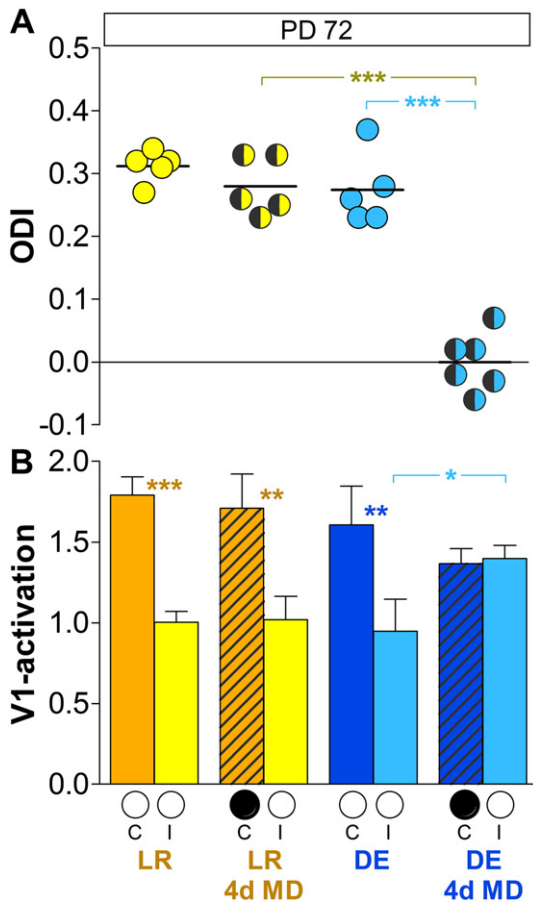 A
PD 72
0.5
0.4
0.3
0.2
0.1
0.0
-0.1
ODI
***
***
B
2.0
1.5
1.0
0.5
0.0
V1-activation
***
**
**
*
C I C I C I C I
LR LR DE DE
4d MD 4d MD